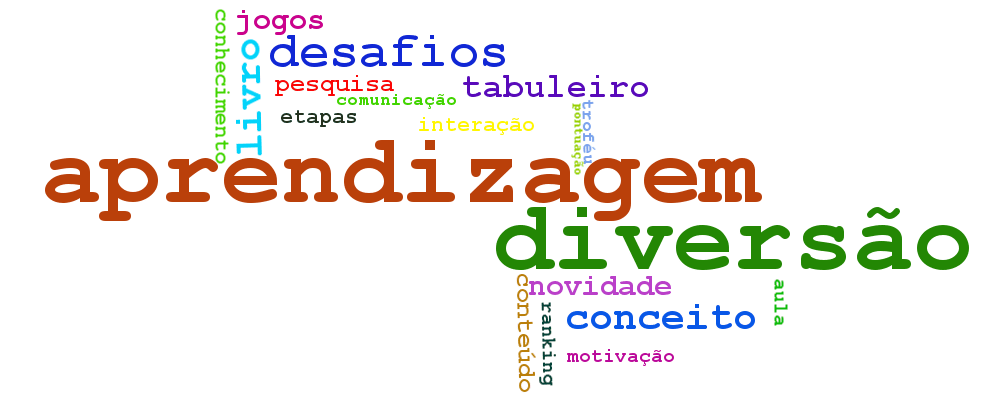 jogos
conhecimento
livro
desafios
pesquisa
tabuleiro
comunicação
etapas
interação
troféu
pontuação
aprendizagem
diversão
novidade
conteúdo
ranking
conceito
aula
motivação